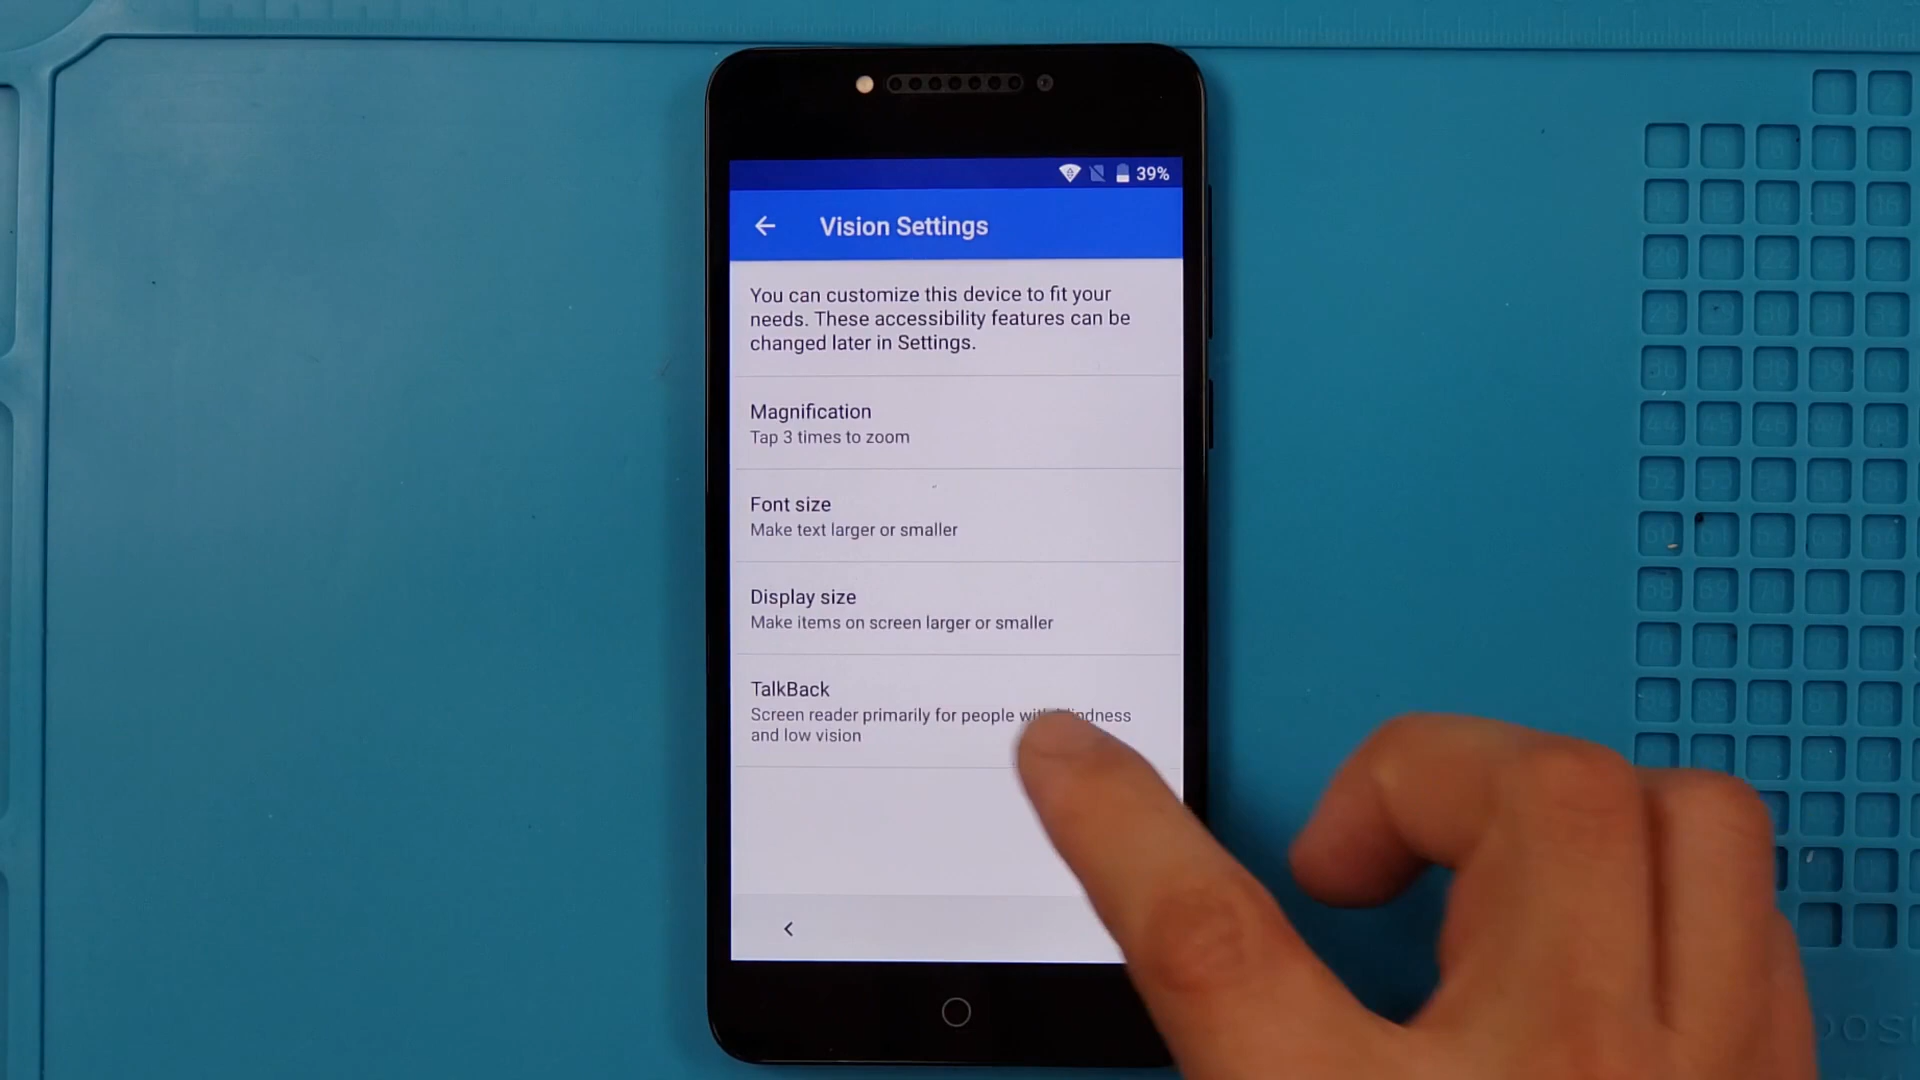 39%
Vision Settings
You can customize this device to fit your
needs. These accessibility features can be
changed later in Settings.
Magnification
Tap 3 times to zoom
Font size
Make text larger or smaller
Display size
Make items on screen larger or smaller
TalkBack
Screen reader primarily for people with blindness
and low vision